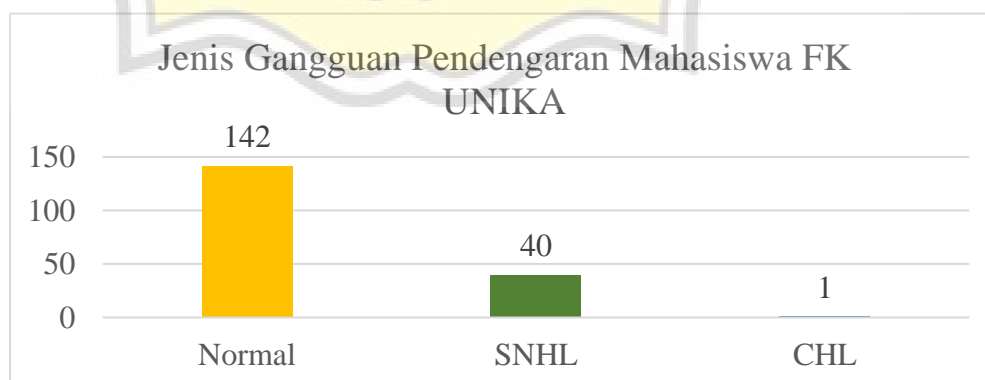 Jenis Gangguan Pendengaran Mahasiswa FK
UNIKA
142
150
100
40
50
1
0
Normal SNHL CHL